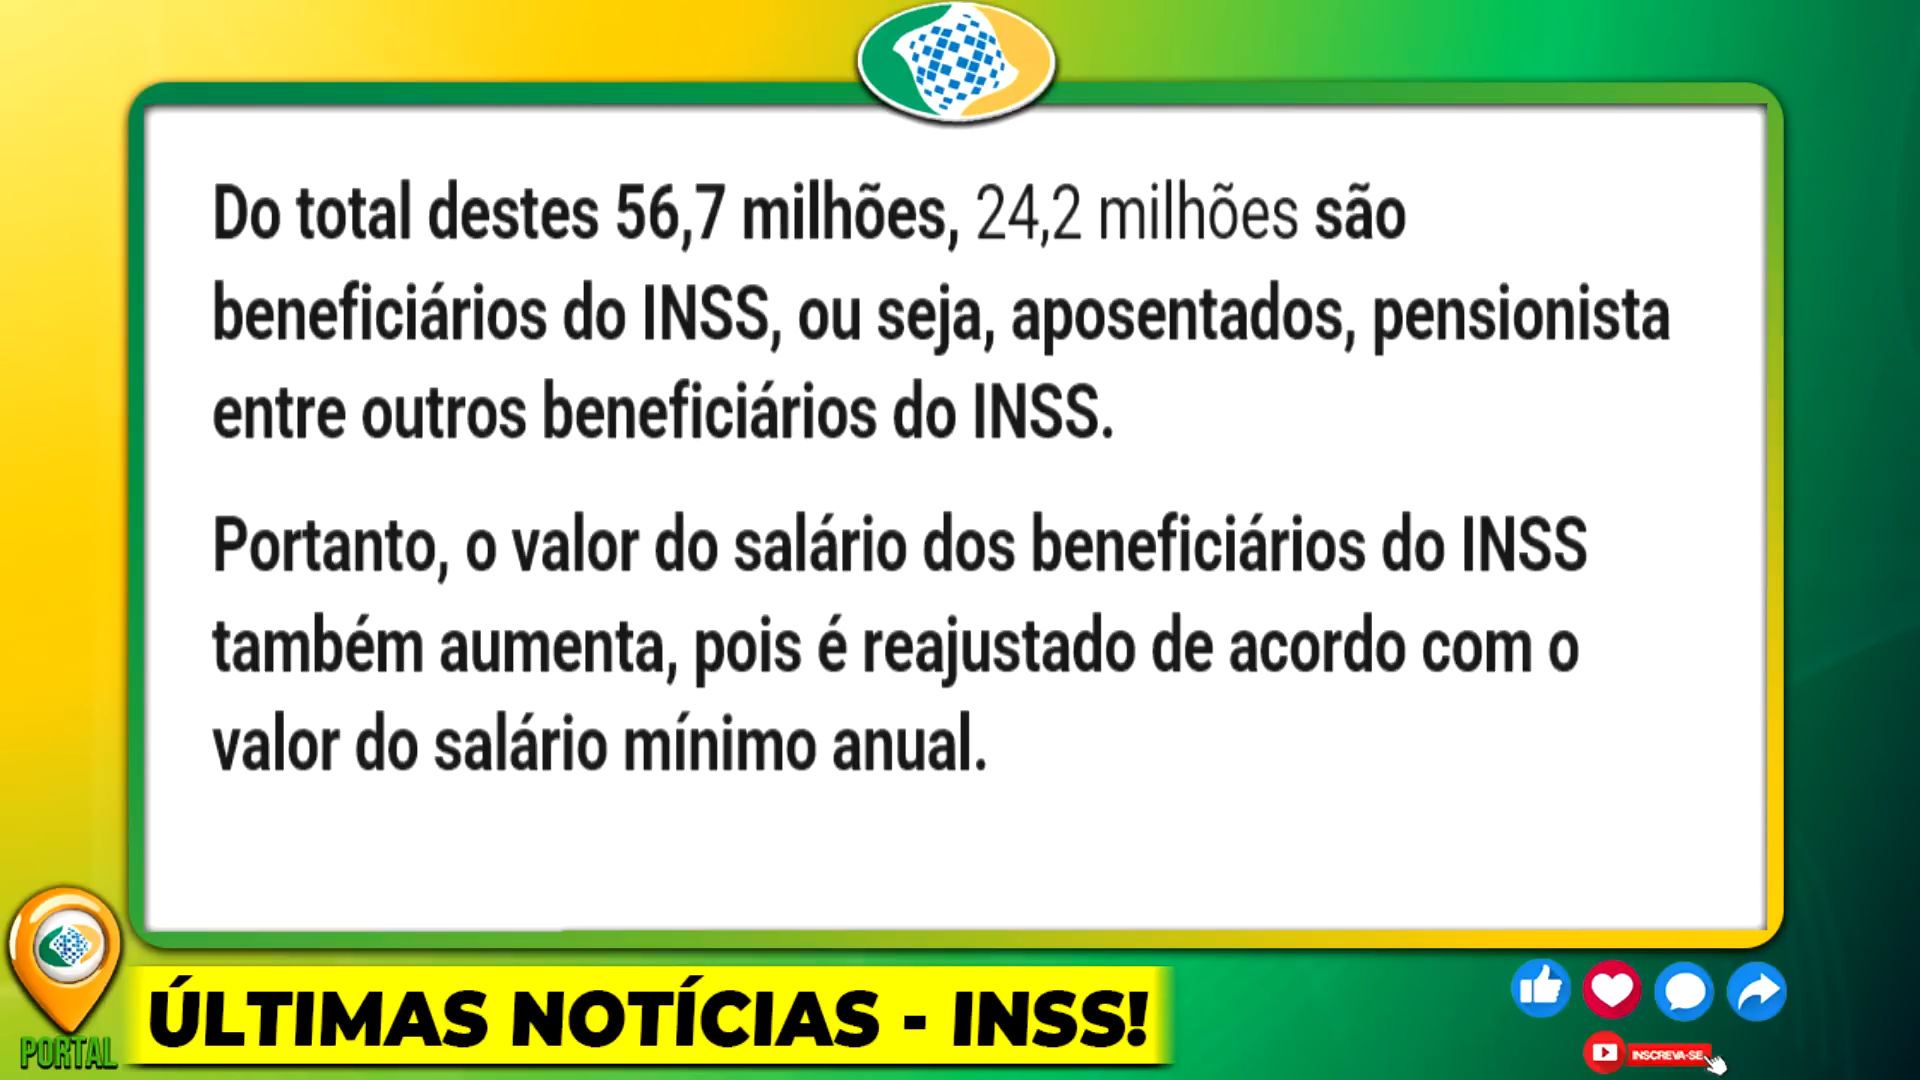 Do total destes 56,7 milhões, 24,2 milhões são
beneficiários do INSS, ou seja, aposentados, pensionista
entre outros beneficiários do INSS.
Portanto, o valor do salário dos beneficiários do INSS
também aumenta, pois é reajustado de acordo com o
valor do salário mínimo anual.
PORTAL
ÚLTIMAS NOTÍCIAS - INSS!
INSCREVA-SE